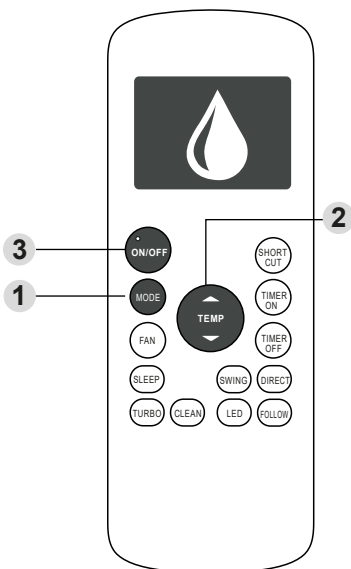 2
3
ON/OFF
SHORT
CUT
1
MODE
TEMP
TIMER
ON
FAN
TIMER
OFF
SLEEP
SWING
DIRECT
TURBO
CLEAN
LED
FOLLOW